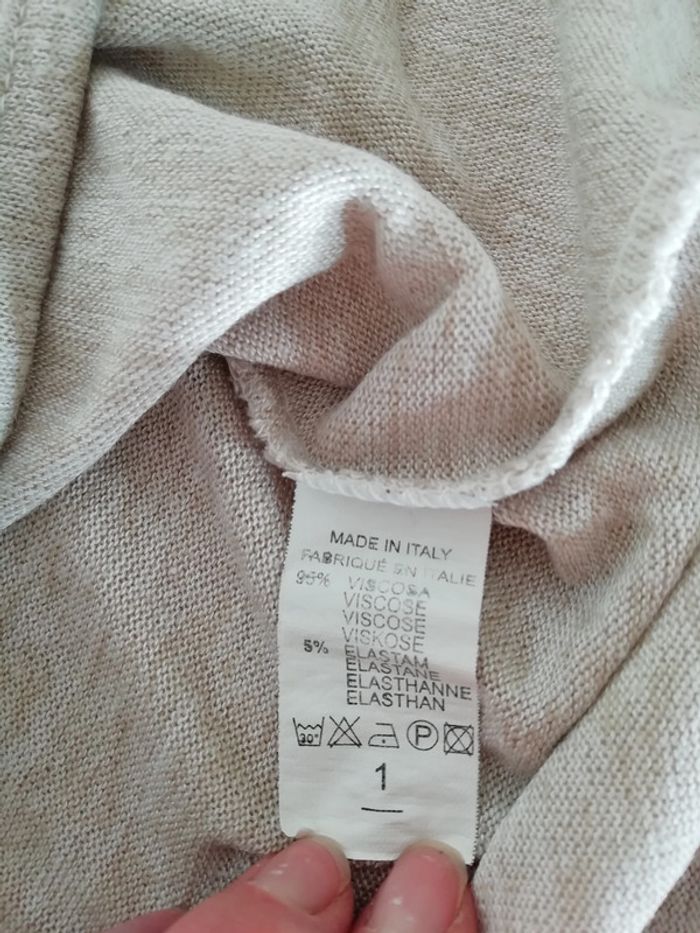 MADE IN ITALY
FABRIQUÉ EN ITALIE
95% VISCOSA
VISCOSE
VISCOSE
VISKOSE
5% ELASTAM
ELASTANE
ELASTHANNE
ELASTHAN
30° P
1